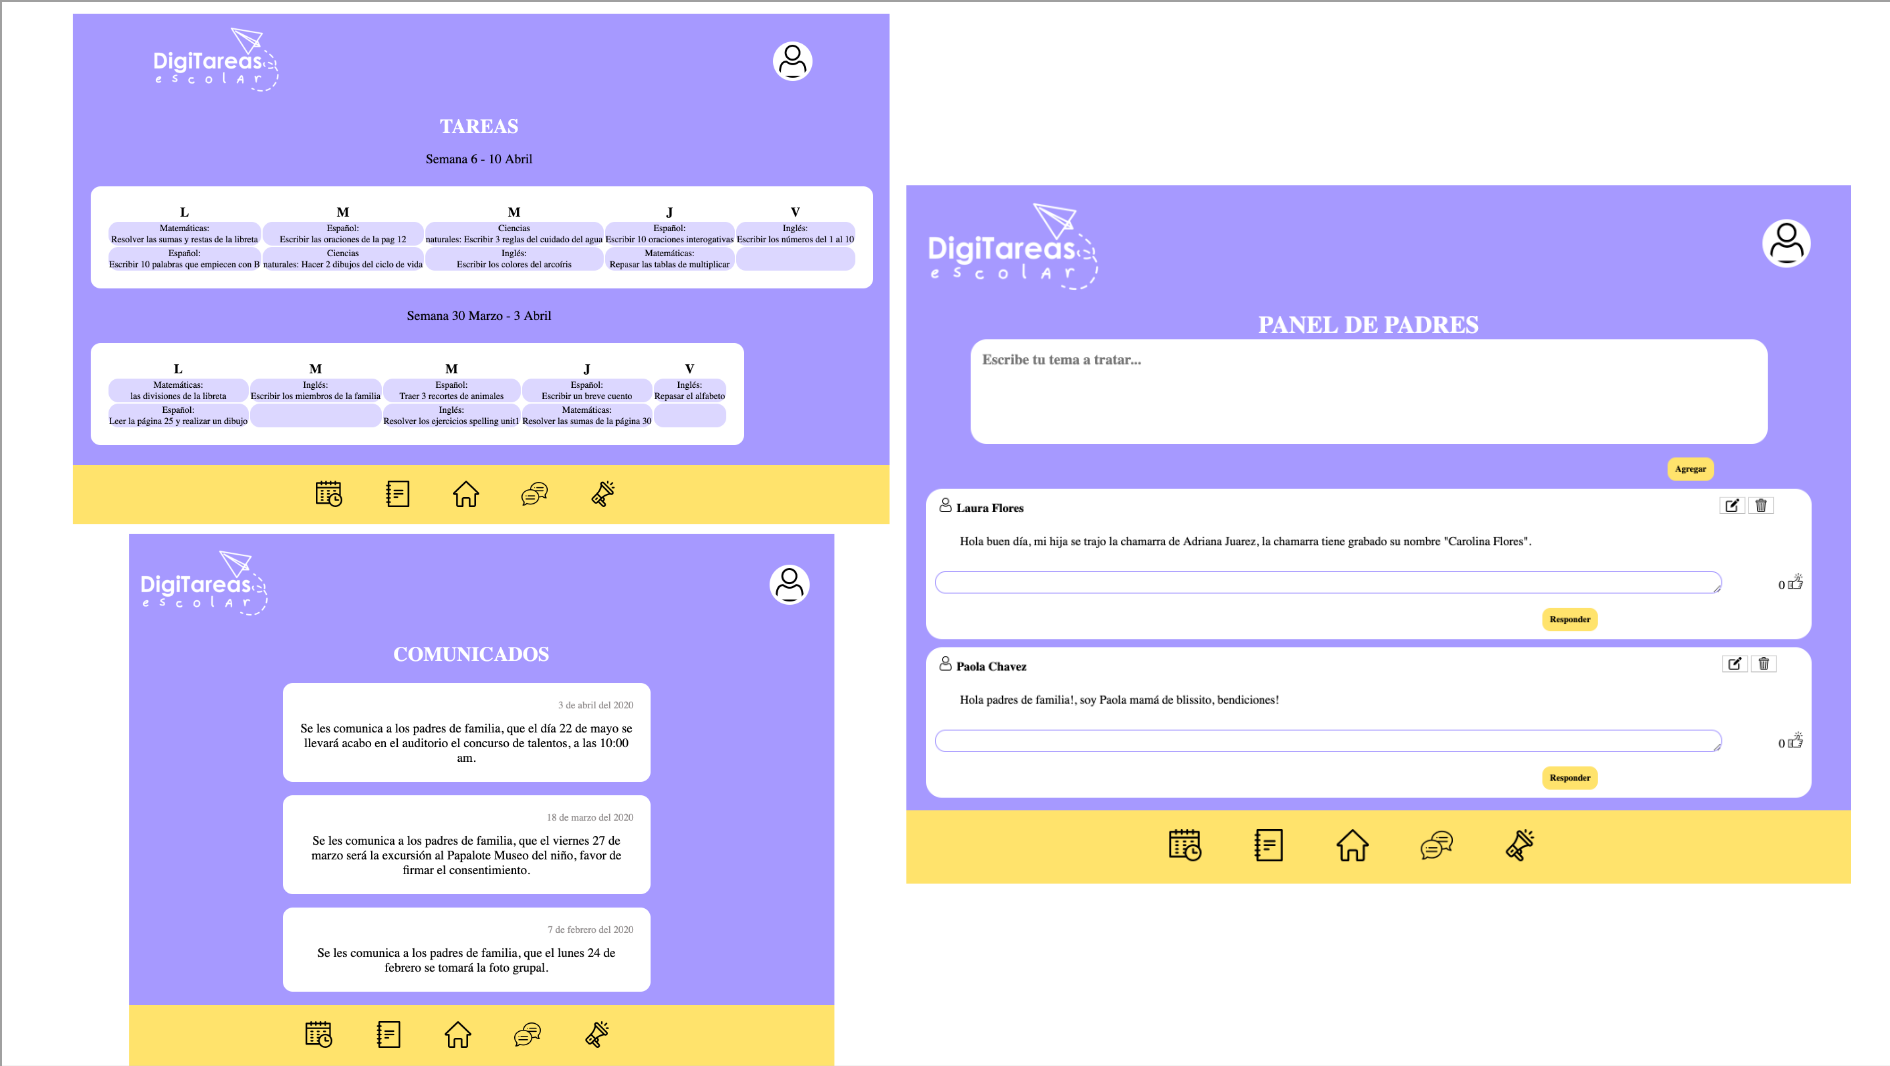 DigiTareas
escolAr
TAREAS
Semana 6 - 10 Abril
L M M J V
Matemáticas: Español: Ciencias Español: Inglés:
Resolver las sumas y restas de la libreta Escribir las oraciones de la pag 12 naturales: Escribir 3 reglas del cuidado del agua Escribir 10 oraciones interogativas Escribir los números del 1 al 10
Español: Ciencias Inglés: Matemáticas:
Escribir 10 palabras que empiecen con B naturales: Hacer 2 dibujos del ciclo de vida Escribir los colores del arcoíris Repasar las tablas de multiplicar
Semana 30 Marzo - 3 Abril
L M M J V
Matemáticas: Inglés: Español: Español: Inglés:
las divisiones de la libreta Escribir los miembros de la familia Traer 3 recortes de animales Escribir un breve cuento Repasar el alfabeto
Español: Inglés: Matemáticas:
Leer la página 25 y realizar un dibujo Resolver los ejercicios spelling unit1 Resolver las sumas de la página 30
DigiTareas
escolAr
COMUNICADOS
3 de abril del 2020
Se les comunica a los padres de familia, que el día 22 de mayo se
llevará acabo en el auditorio el concurso de talentos, a las 10:00
am.
18 de marzo del 2020
Se les comunica a los padres de familia, que el viernes 27 de
marzo será la excursión al Papalote Museo del niño, favor de
firmar el consentimiento.
7 de febrero del 2020
Se les comunica a los padres de familia, que el lunes 24 de
febrero se tomará la foto grupal.
DigiTareas
escolAr
PANEL DE PADRES
Escribe tu tema a tratar...
Agregar
Laura Flores
Hola buen día, mi hija se trajo la chamarra de Adriana Juarez, la chamarra tiene grabado su nombre "Carolina Flores".
0
Responder
Paola Chavez
Hola padres de familia!, soy Paola mamá de blissito, bendiciones!
0
Responder